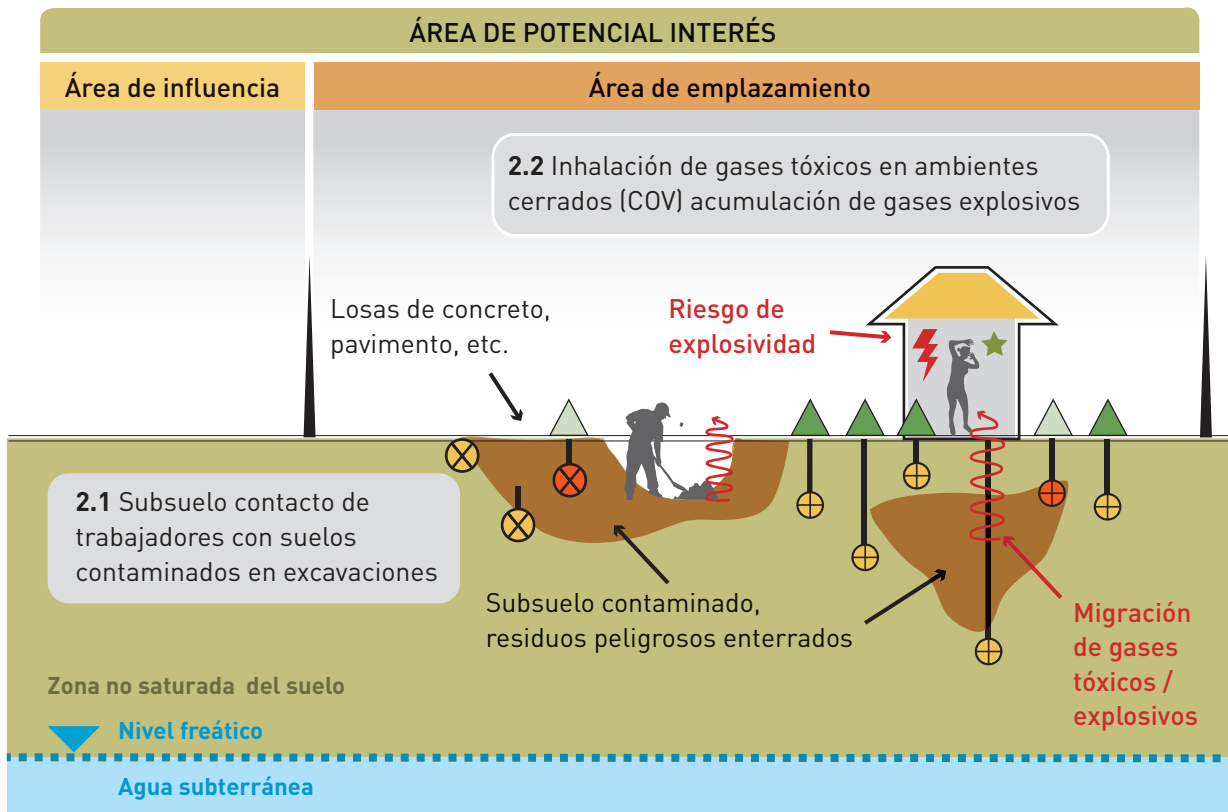 ÁREA DE POTENCIAL INTERÉS
Área de influencia
Área de emplazamiento
2.2 Inhalación de gases tóxicos en ambientes
cerrados (COV) acumulación de gases explosivos
Losas de concreto,
pavimento, etc.
Riesgo de
explosividad
2.1 Subsuelo contacto de
trabajadores con suelos
contaminados en excavaciones
Subsuelo contaminado,
residuos peligrosos enterrados
Migración
de gases
tóxicos /
explosivos
Zona no saturada del suelo
Nivel freático
Agua subterránea